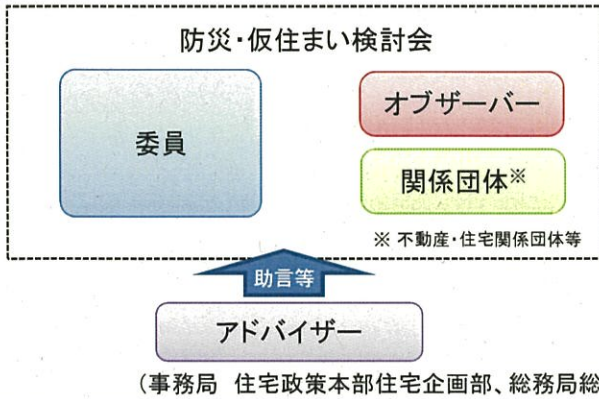 防災・仮住まい検討会
委員
オブザーバー
関係団体※
※ 不動産・住宅関係団体等
助言等
アドバイザー
(事務局 住宅政策本部住宅企画部、総務局総